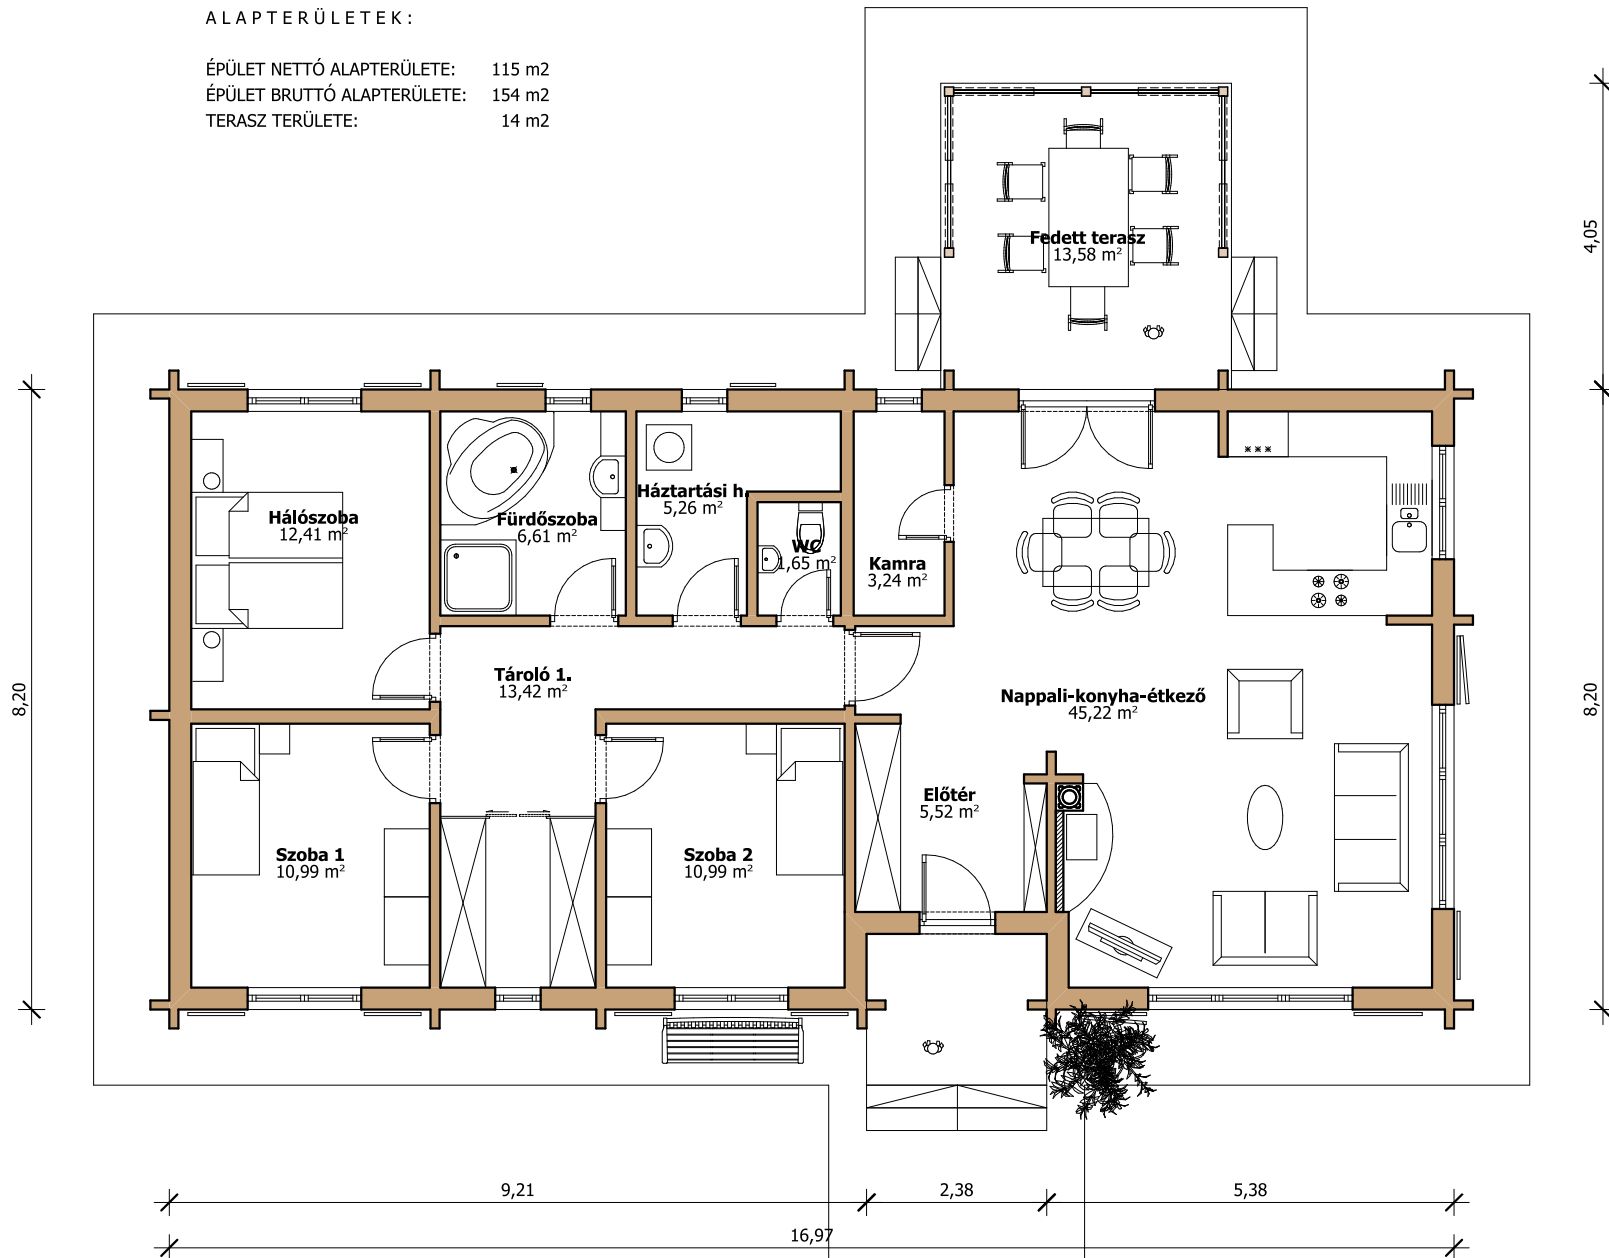 ALAPTERÜLETEK:
ÉPÜLET NETTÓ ALAPTERÜLETE: 115 m2
ÉPÜLET BRUTTÓ ALAPTERÜLETE: 154 m2
TERASZ TERÜLETE: 14 m2
4,05
Fedett terasz
13,58 m²
Hálószoba
12,41 m²
Fürdőszoba
6,61 m²
Háztartási h.
5,26 m²
WC
1,65 m²
Kamra
3,24 m²
Tároló 1.
13,42 m²
Nappali-konyha-étkező
45,22 m²
8,20
8,20
Előtér
5,52 m²
Szoba 1
10,99 m²
Szoba 2
10,99 m²
9,21
2,38
5,38
16,97